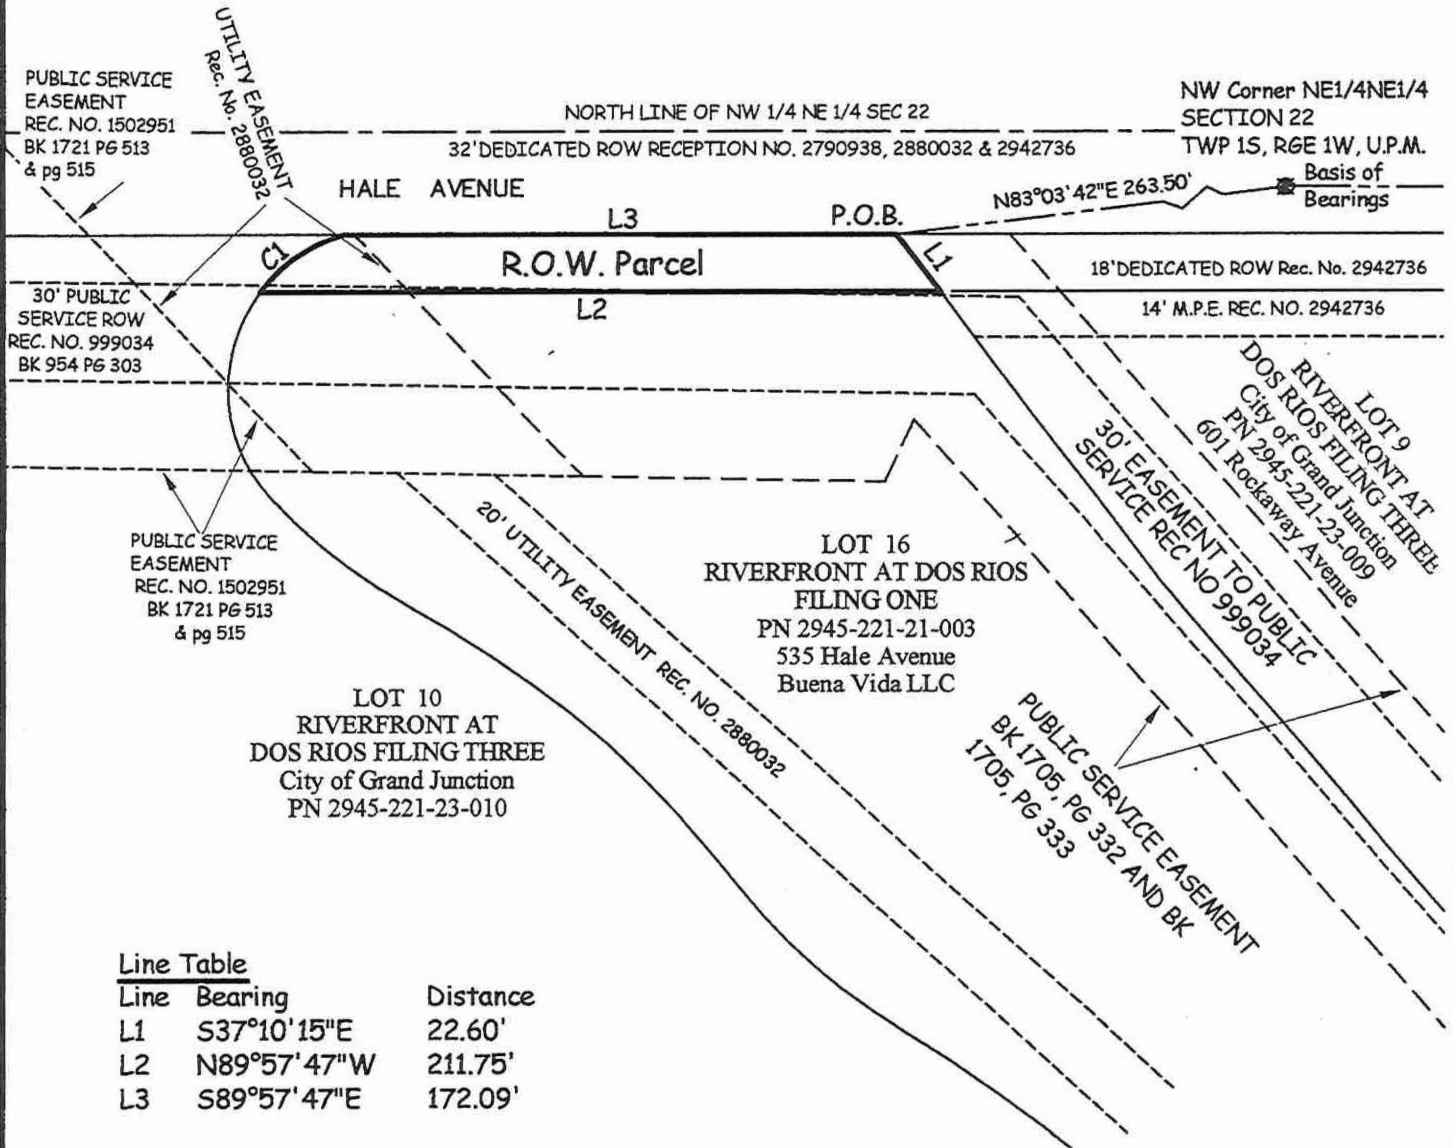 UTILITY EASEMENT
Rec. No. 2880032
PUBLIC SERVICE
EASEMENT
REC. NO. 1502951
BK 1721 PG 513
& pg 515
NORTH LINE OF NW 1/4 NE 1/4 SEC 22
32' DEDICATED ROW RECEPTION NO. 2790938, 2880032 & 2942736
NW Corner NE1/4NE1/4
SECTION 22
TWP 1S, RGE 1W, U.P.M.
Basis of
Bearings
N83°03'42"E 263.50'
HALE AVENUE
L3
P.O.B.
C1
R.O.W. Parcel
L1
L2
18' DEDICATED ROW Rec. No. 2942736
14' M.P.E. REC. NO. 2942736
30' PUBLIC
SERVICE ROW
REC. NO. 999034
BK 954 PG 303
LOT 9
RIVERFRONT AT
DOS RIOS FILING THREE
City of Grand Junction
PN 2945-221-23-009
601 Rockaway Avenue
30' EASEMENT TO PUBLIC
SERVICE REC NO 999034
PUBLIC SERVICE
EASEMENT
REC. NO. 1502951
BK 1721 PG 513
& pg 515
20' UTILITY EASEMENT REC. NO. 2880032
LOT 16
RIVERFRONT AT DOS RIOS
FILING ONE
PN 2945-221-21-003
535 Hale Avenue
Buena Vida LLC
LOT 10
RIVERFRONT AT
DOS RIOS FILING THREE
City of Grand Junction
PN 2945-221-23-010
PUBLIC SERVICE EASEMENT
BK 1705, PG 332 AND BK
1705, PG 333
Line Table
Line Bearing Distance
L1 S37°10'15"E 22.60'
L2 N89°57'47"W 211.75'
L3 S89°57'47"E 172.09'